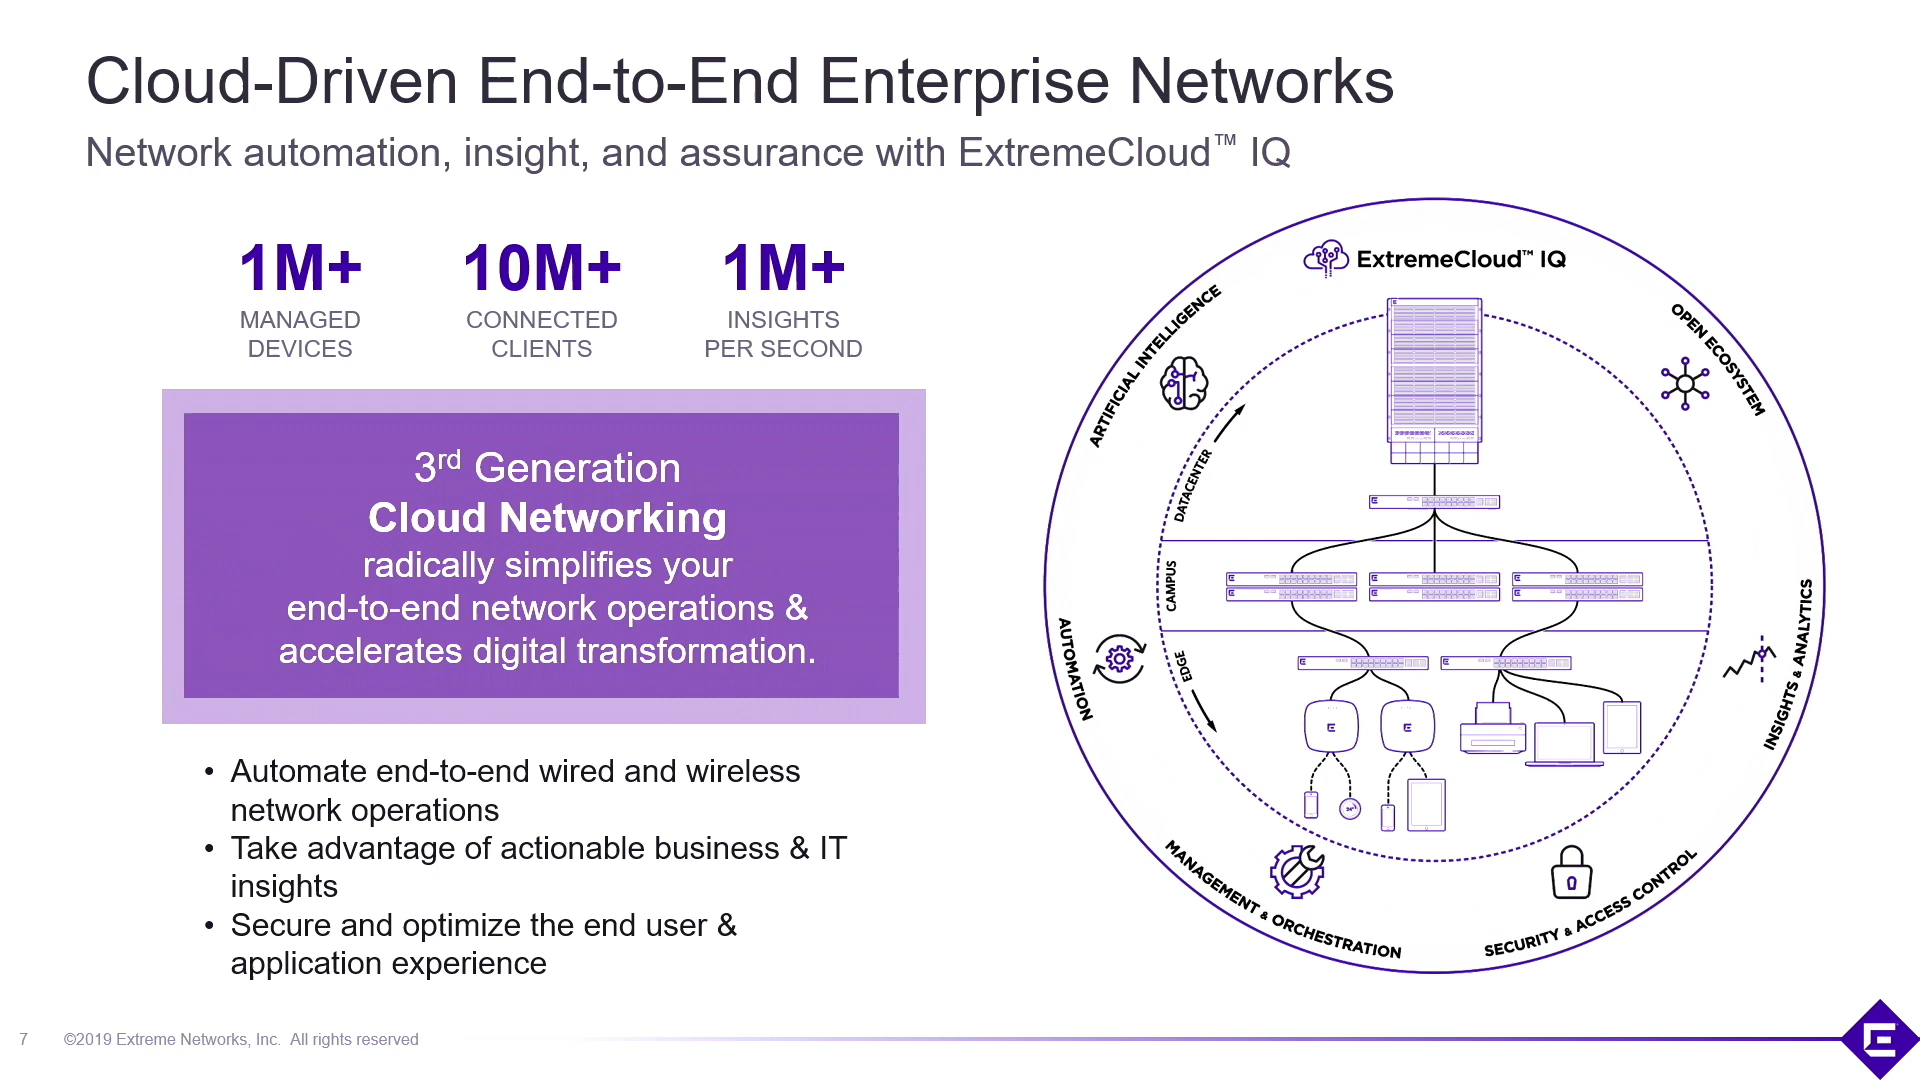 Cloud-Driven End-to-End Enterprise Networks
Network automation, insight, and assurance with ExtremeCloud™ IQ
1M+
MANAGED
DEVICES
10M+
CONNECTED
CLIENTS
1M+
INSIGHTS
PER SECOND
3rd Generation
Cloud Networking
radically simplifies your
end-to-end network operations &
accelerates digital transformation.
• Automate end-to-end wired and wireless
network operations
• Take advantage of actionable business & IT
insights
• Secure and optimize the end user &
application experience
ExtremeCloud™ IQ
ARTIFICIAL INTELLIGENCE
OPEN ECOSYSTEM
DATACENTER
CAMPUS
EDGE
AUTOMATION
INSIGHTS & ANALYTICS
MANAGEMENT & ORCHESTRATION
SECURITY & ACCESS CONTROL
7 ©2019 Extreme Networks, Inc. All rights reserved